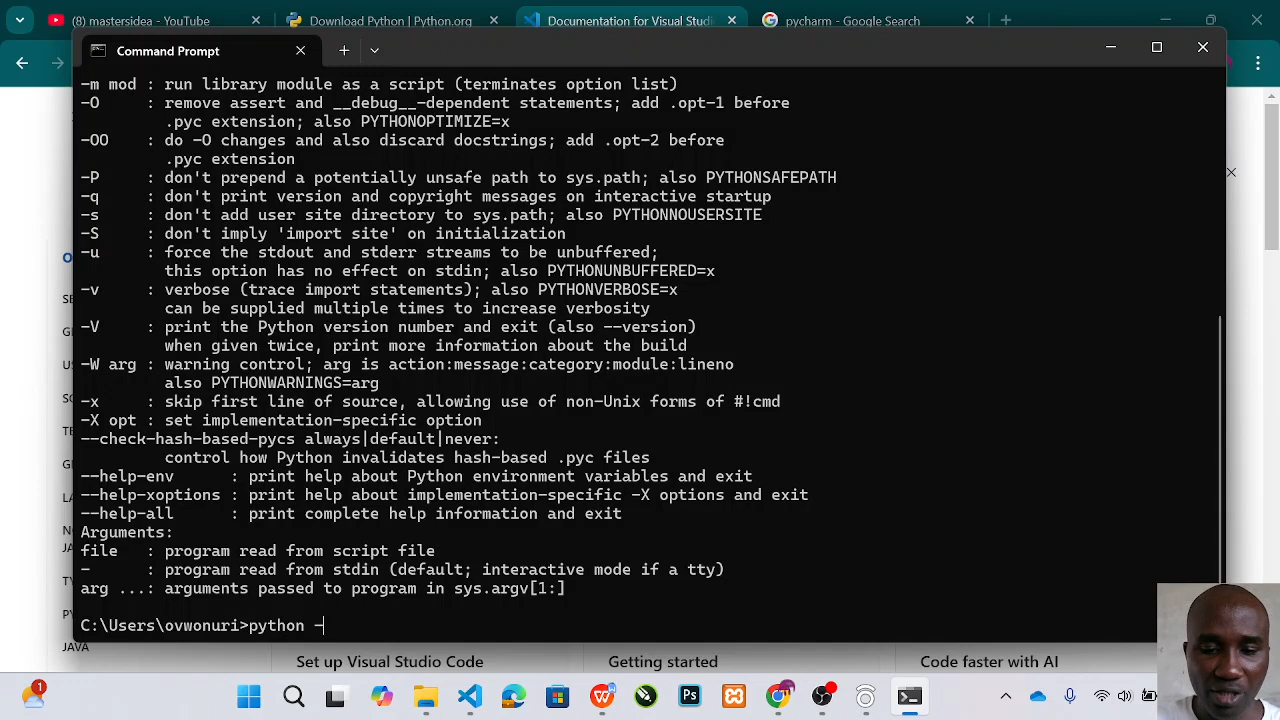 (10) mastersidea - YouTube
Download Python | Python.org
Documentation for Visual Studi
pycharm - Google Search
Command Prompt
-m mod : run library module as a script (terminates option list)
-O     : remove assert and __debug__-dependent statements; add .opt-1 before
         .pyc extension; also PYTHONOPTIMIZE=x
-OO    : do -O changes and also discard docstrings; add .opt-2 before
         .pyc extension
-P     : don't prepend a potentially unsafe path to sys.path; also PYTHONSAFEPATH
-q     : don't print version and copyright messages on interactive startup
-s     : don't add user site directory to sys.path; also PYTHONNOUSERSITE
-S     : don't imply 'import site' on initialization
-u     : force the stdout and stderr streams to be unbuffered;
         this option has no effect on stdin; also PYTHONUNBUFFERED=x
-v     : verbose (trace import statements); also PYTHONVERBOSE=x
         can be supplied multiple times to increase verbosity
-V     : print the Python version number and exit (also --version)
         when given twice, print more information about the build
-W arg : warning control; arg is action:message:category:module:lineno
         also PYTHONWARNINGS=arg
-x     : skip first line of source, allowing use of non-Unix forms of #!cmd
-X opt : set implementation-specific option
--check-hash-based-pycs always|default|never:
         control how Python invalidates hash-based .pyc files
--help-env      : print help about Python environment variables and exit
--help-xoptions : print help about implementation-specific -X options and exit
--help-all      : print complete help information and exit
Arguments:
file   : program read from script file
-      : program read from stdin (default; interactive mode if a tty)
arg ...: arguments passed to program in sys.argv[1:]
C:\Users\ovwonuri>python -
JAVA
Set up Visual Studio Code
Getting started
Code faster with AI
1
Ps